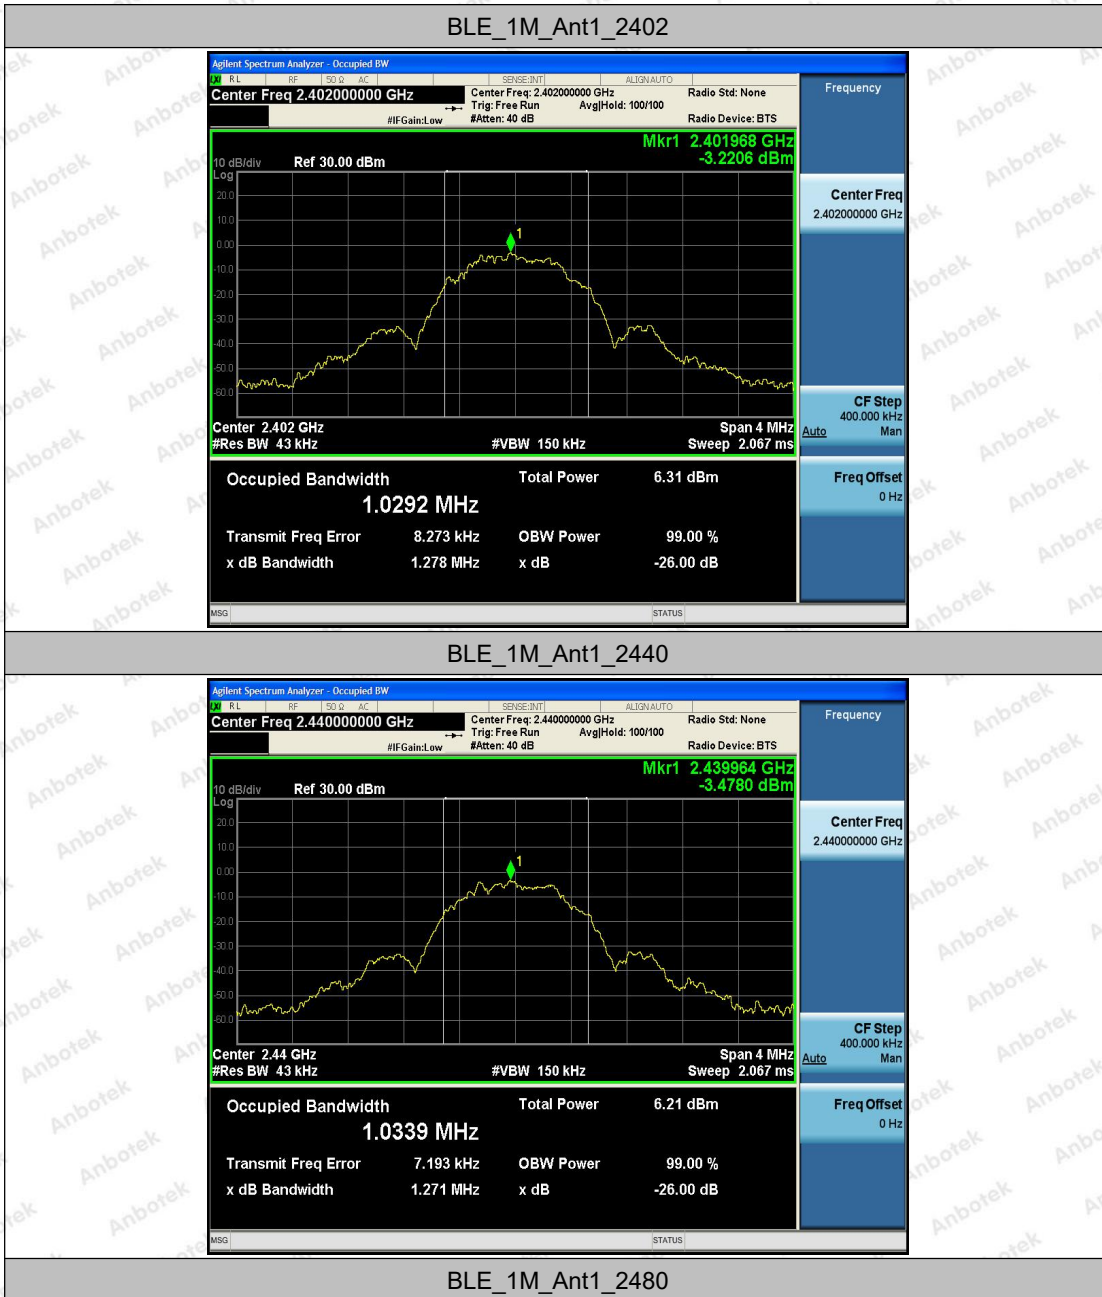 BLE_1M_Ant1_2402
Agilent Spectrum Analyzer - Occupied BW
LXI RL RF 50 Ω AC SENSE:INT ALIGN AUTO
Center Freq 2.402000000 GHz
Center Freq: 2.402000000 GHz
Radio Std: None
Trig: Free Run Avg|Hold: 100/100
#IFGain:Low #Atten: 40 dB
Radio Device: BTS
Mkr1 2.401968 GHz
-3.2206 dBm
10 dB/div Ref 30.00 dBm
Log
20.0
10.0
0.00
-10.0
-20.0
-30.0
-40.0
-50.0
-60.0
1
Center 2.402 GHz
Span 4 MHz
#Res BW 43 kHz
#VBW 150 kHz
Sweep 2.067 ms
Occupied Bandwidth
Total Power 6.31 dBm
1.0292 MHz
Transmit Freq Error 8.273 kHz OBW Power 99.00 %
x dB Bandwidth 1.278 MHz x dB -26.00 dB
MSG STATUS
Frequency
Center Freq
2.402000000 GHz
CF Step
400.000 kHz
Auto Man
Freq Offset
0 Hz
BLE_1M_Ant1_2440
Agilent Spectrum Analyzer - Occupied BW
LXI RL RF 50 Ω AC SENSE:INT ALIGN AUTO
Center Freq 2.440000000 GHz
Center Freq: 2.440000000 GHz
Radio Std: None
Trig: Free Run Avg|Hold: 100/100
#IFGain:Low #Atten: 40 dB
Radio Device: BTS
Mkr1 2.439964 GHz
-3.4780 dBm
10 dB/div Ref 30.00 dBm
Log
20.0
10.0
0.00
-10.0
-20.0
-30.0
-40.0
-50.0
-60.0
1
Center 2.44 GHz
Span 4 MHz
#Res BW 43 kHz
#VBW 150 kHz
Sweep 2.067 ms
Occupied Bandwidth
Total Power 6.21 dBm
1.0339 MHz
Transmit Freq Error 7.193 kHz OBW Power 99.00 %
x dB Bandwidth 1.271 MHz x dB -26.00 dB
MSG STATUS
Frequency
Center Freq
2.440000000 GHz
CF Step
400.000 kHz
Auto Man
Freq Offset
0 Hz
BLE_1M_Ant1_2480
Anbotek